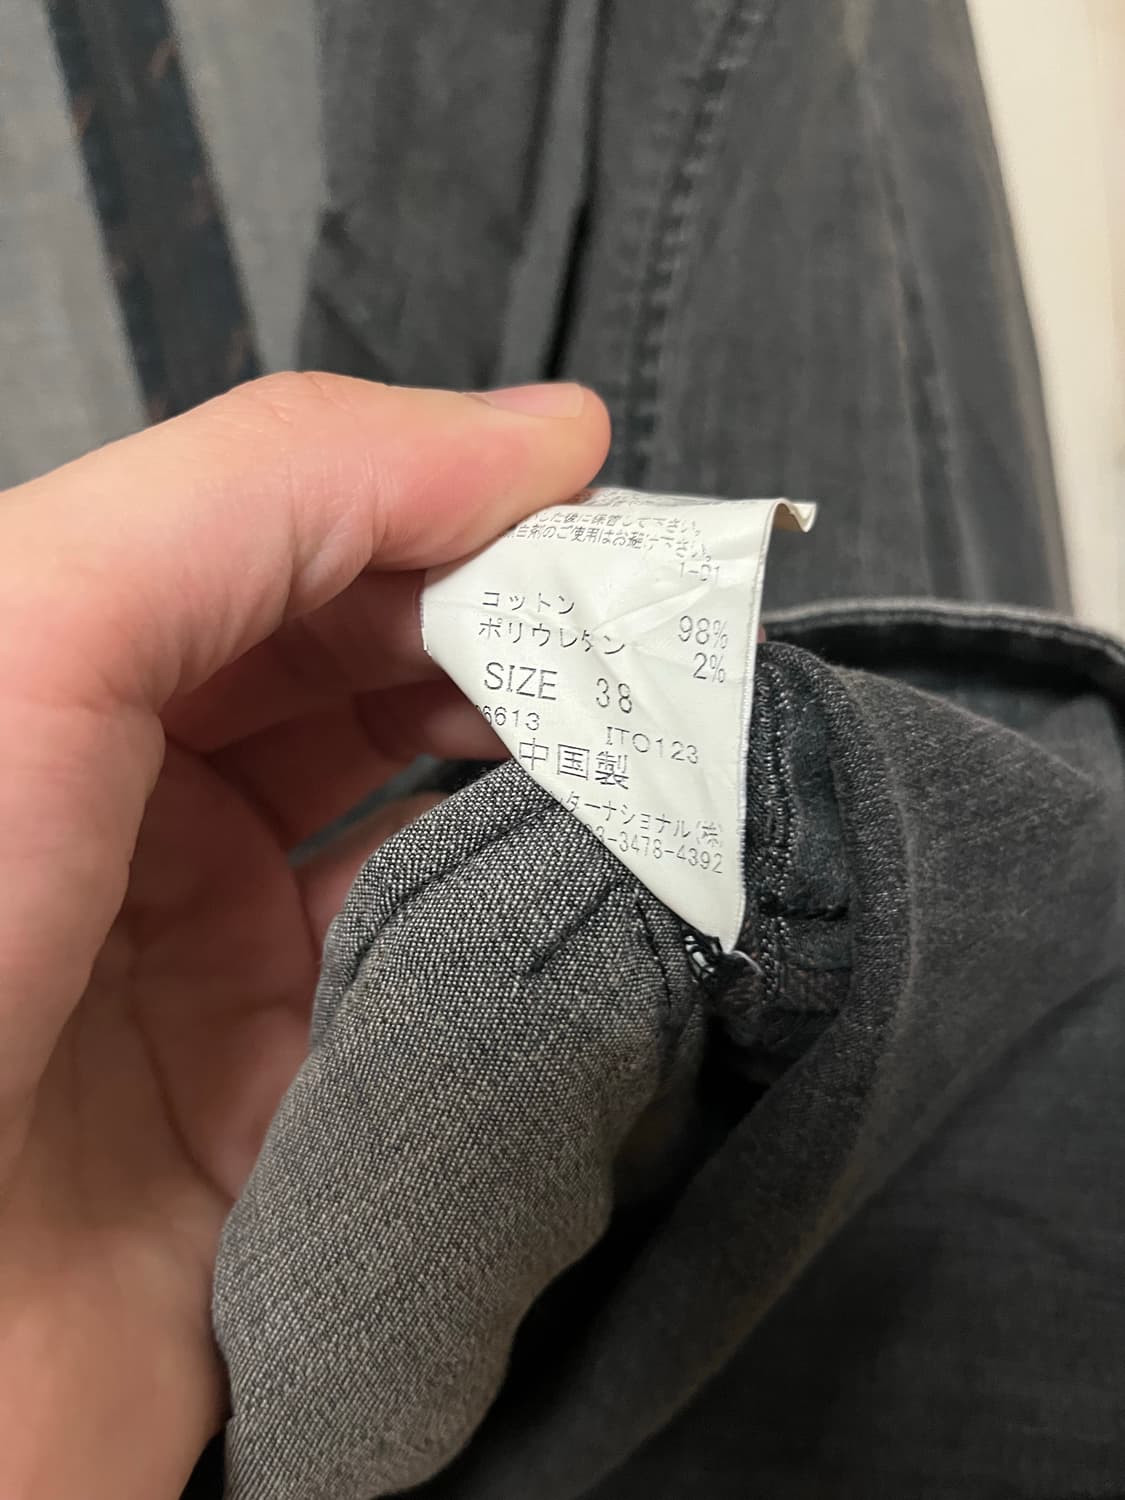 した後に保管して下さい。
白剤のご使用はお避け下さい。
1-01
コットン 98%
ポリウレタン 2%
SIZE 38
6613 ITO123
中国製
ターナショナル(株)
3-3478-4392